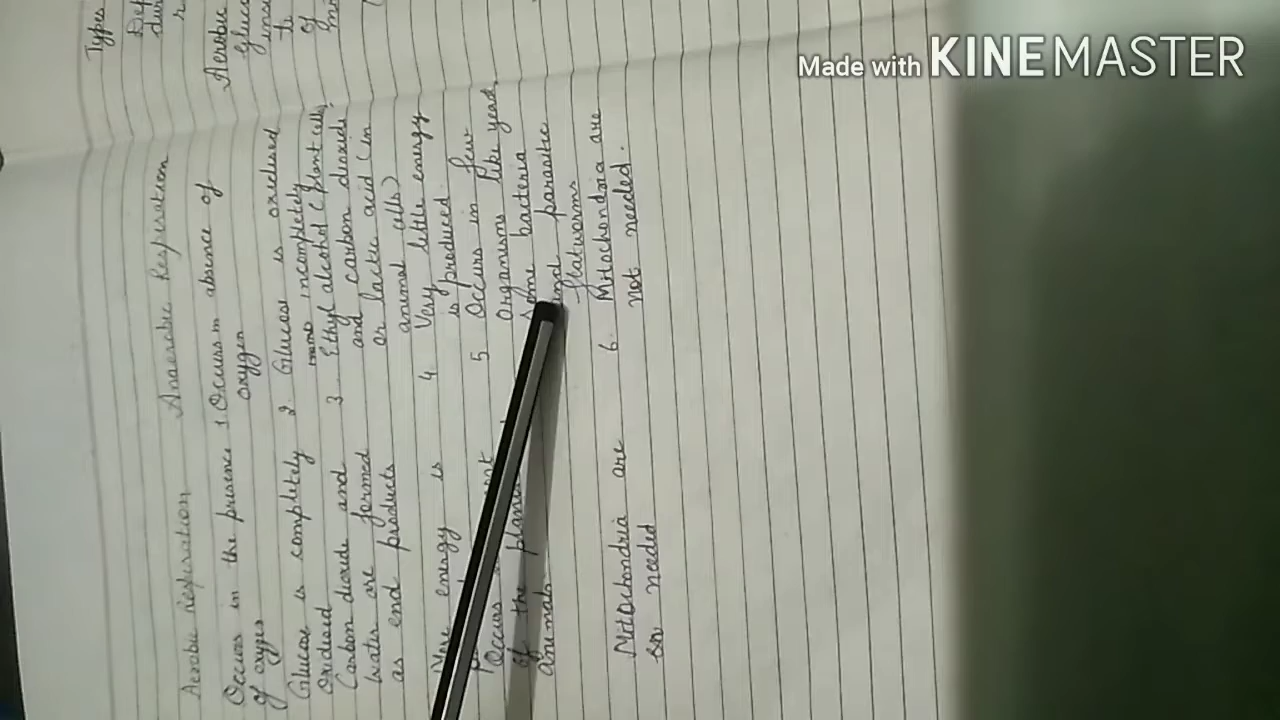 Made with KINEMASTER
Types
Aerobic
Aerobic Respiration
Occurs in the presence
of oxyges
Glucose is completely
oxidised
Carbon dioxide and
water are formed
as end products
energy is
Occurs
of the
animals
Mitochondria are
needed
Anaerobic Respiration
1. Occurs in absence of
oxygen
2 Glucose is oxidised
incompletely
3 Ethyl alcohol (plant cells)
and carbon dioxide
or lactic acid (in
animal cells)
4 Very little energy
is produced.
5 Occurs in few
organisms like yeast,
bacteria
parasitic
flatworms
6. Mitochondria are
not needed.